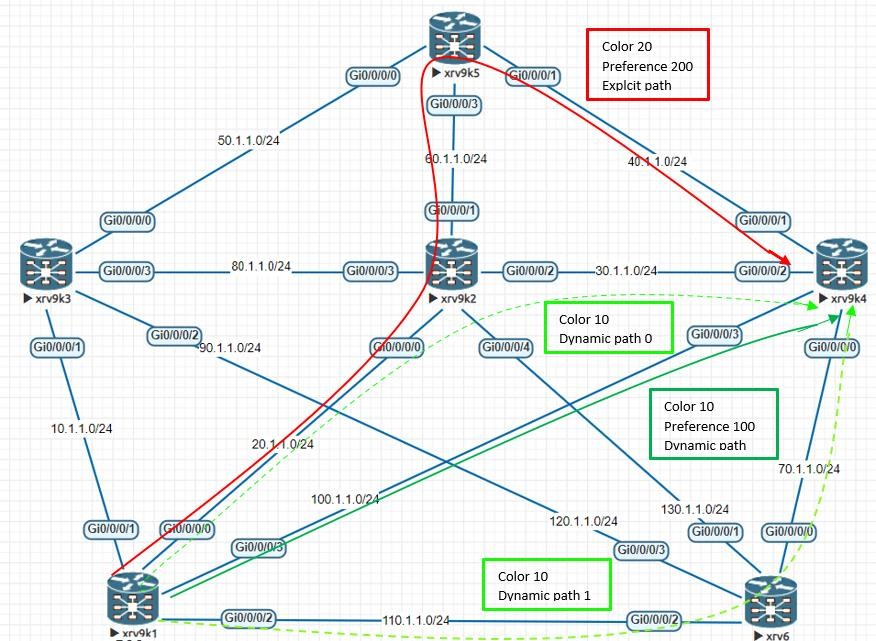 Color 20
Preference 200
Explcit path
xrv9k5
Gi0/0/0/0
Gi0/0/0/1
Gi0/0/0/3
50.1.1.0/24
60.1.1.0/24
40.1.1.0/24
Gi0/0/0/0
Gi0/0/0/1
Gi0/0/0/1
Gi0/0/0/3
80.1.1.0/24
Gi0/0/0/3
Gi0/0/0/2
30.1.1.0/24
Gi0/0/0/2
xrv9k3
xrv9k2
xrv9k4
Color 10
Dynamic path 0
Gi0/0/0/1
Gi0/0/0/2
90.1.1.0/24
Gi0/0/0/0
Gi0/0/0/4
Gi0/0/0/3
Gi0/0/0/0
Color 10
Preference 100
Dynamic path
10.1.1.0/24
20.1.1.0/24
70.1.1.0/24
100.1.1.0/24
120.1.1.0/24
130.1.1.0/24
Gi0/0/0/1
Gi0/0/0/0
Gi0/0/0/3
Gi0/0/0/3
Gi0/0/0/1
Gi0/0/0/0
Color 10
Dynamic path 1
Gi0/0/0/2
110.1.1.0/24
Gi0/0/0/2
xrv9k1
xrv6